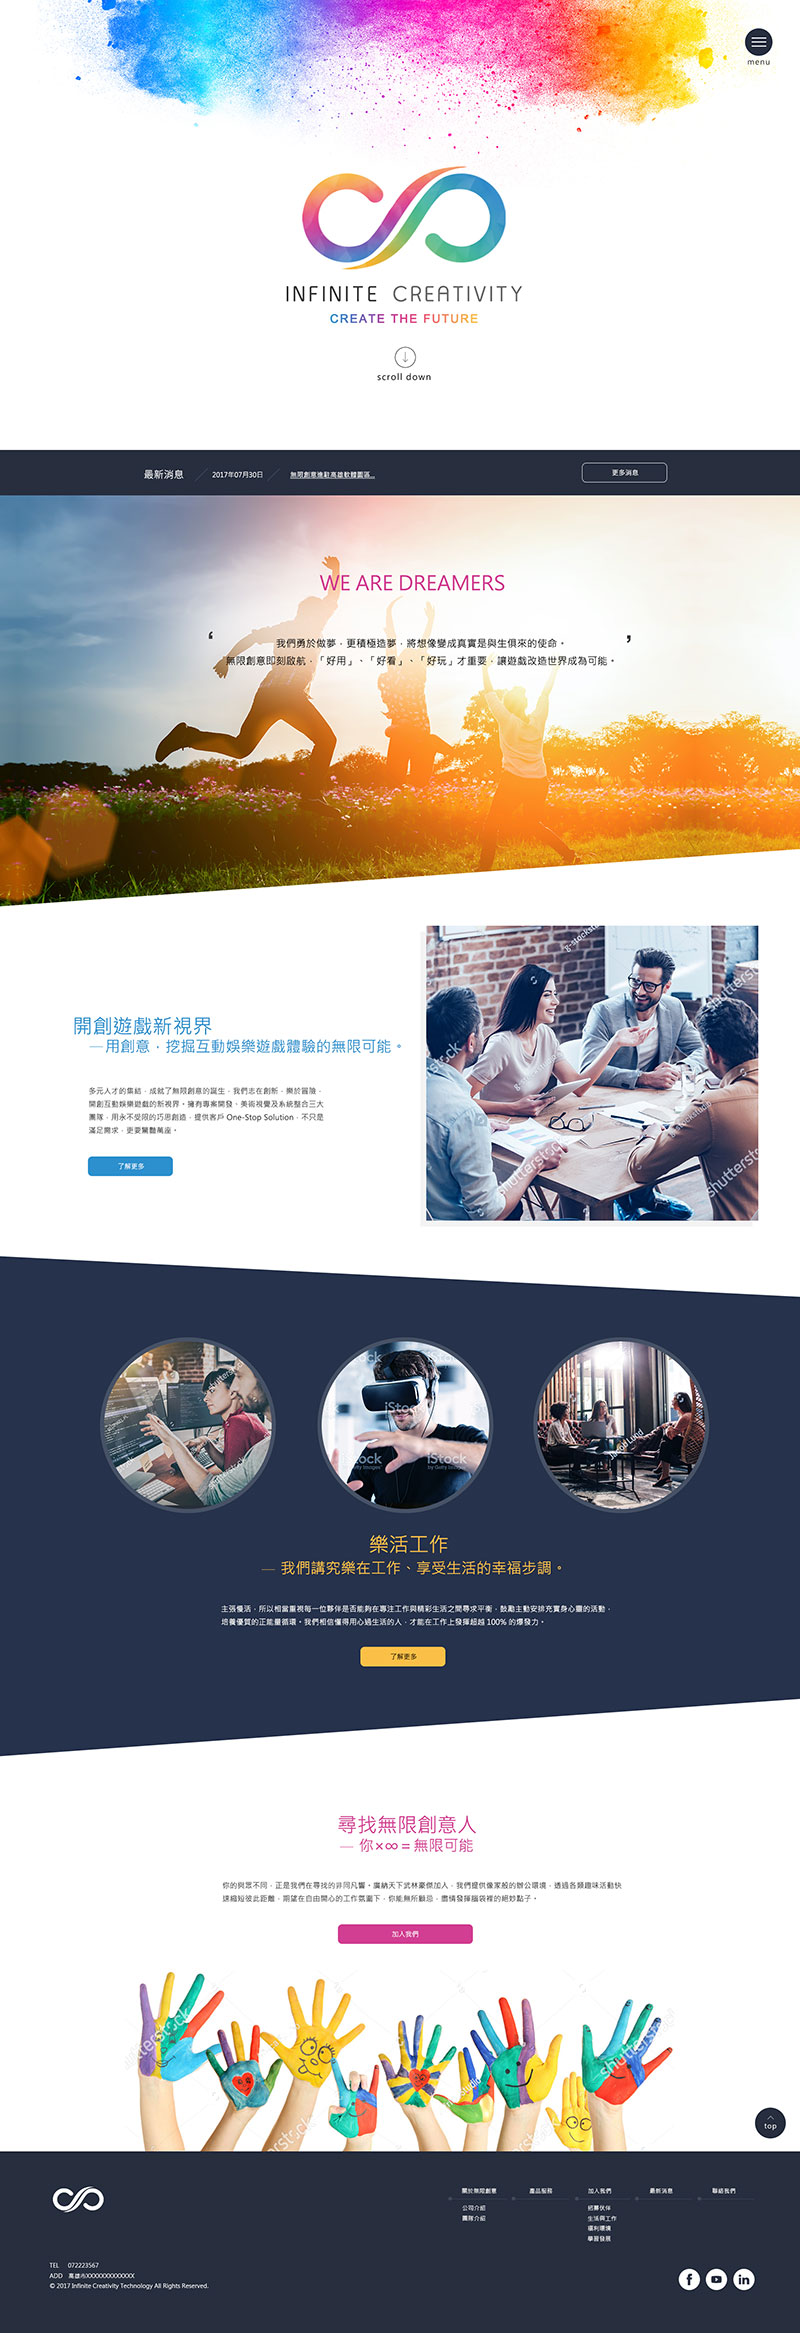 menu
INFINITE CREATIVITY
CREATE THE FUTURE
scroll down
最新消息
2017年07月30日
無限創意進駐高雄軟體園區...
更多消息
WE ARE DREAMERS
‘ 我們勇於做夢，更積極造夢，將想像變成真實是與生俱來的使命。 ’
無限創意即刻啟航，「好用」、「好看」、「好玩」才重要，讓遊戲改造世界成為可能。
開創遊戲新視界
— 用創意，挖掘互動娛樂遊戲體驗的無限可能。
多元人才的集結，成就了無限創意的誕生，我們志在創新，樂於冒險，
開創互動娛樂遊戲的新視界。擁有專案開發、美術視覺及系統整合三大
團隊，用永不受限的巧思創造，提供客戶 One-Stop Solution，不只是
滿足需求，更要驚豔萬座。
了解更多
shutterstock
iStock
iStock
by Getty Images
樂活工作
— 我們講究樂在工作、享受生活的幸福步調。
主張慢活，所以相當重視每一位夥伴是否能夠在專注工作與精彩生活之間尋求平衡，鼓勵主動安排充實身心靈的活動，
培養優質的正能量循環。我們相信懂得用心過生活的人，才能在工作上發揮超越 100% 的爆發力。
了解更多
尋找無限創意人
— 你×∞=無限可能
你的與眾不同，正是我們在尋找的非同凡響。廣納天下武林豪傑加入，我們提供像家般的辦公環境，透過各類趣味活動快
速縮短彼此距離，期望在自由開心的工作氛圍下，你能無所顧忌，盡情發揮腦袋裡的絕妙點子。
加入我們
shutterstock
top
關於無限創意
產品服務
加入我們
最新消息
聯絡我們
公司介紹
團隊介紹
招募伙伴
生活與工作
福利環境
學習發展
TEL 072223567
ADD 高雄市XXXXXXXXXXXXX
© 2017 Infinite Creativity Technology All Rights Reserved.